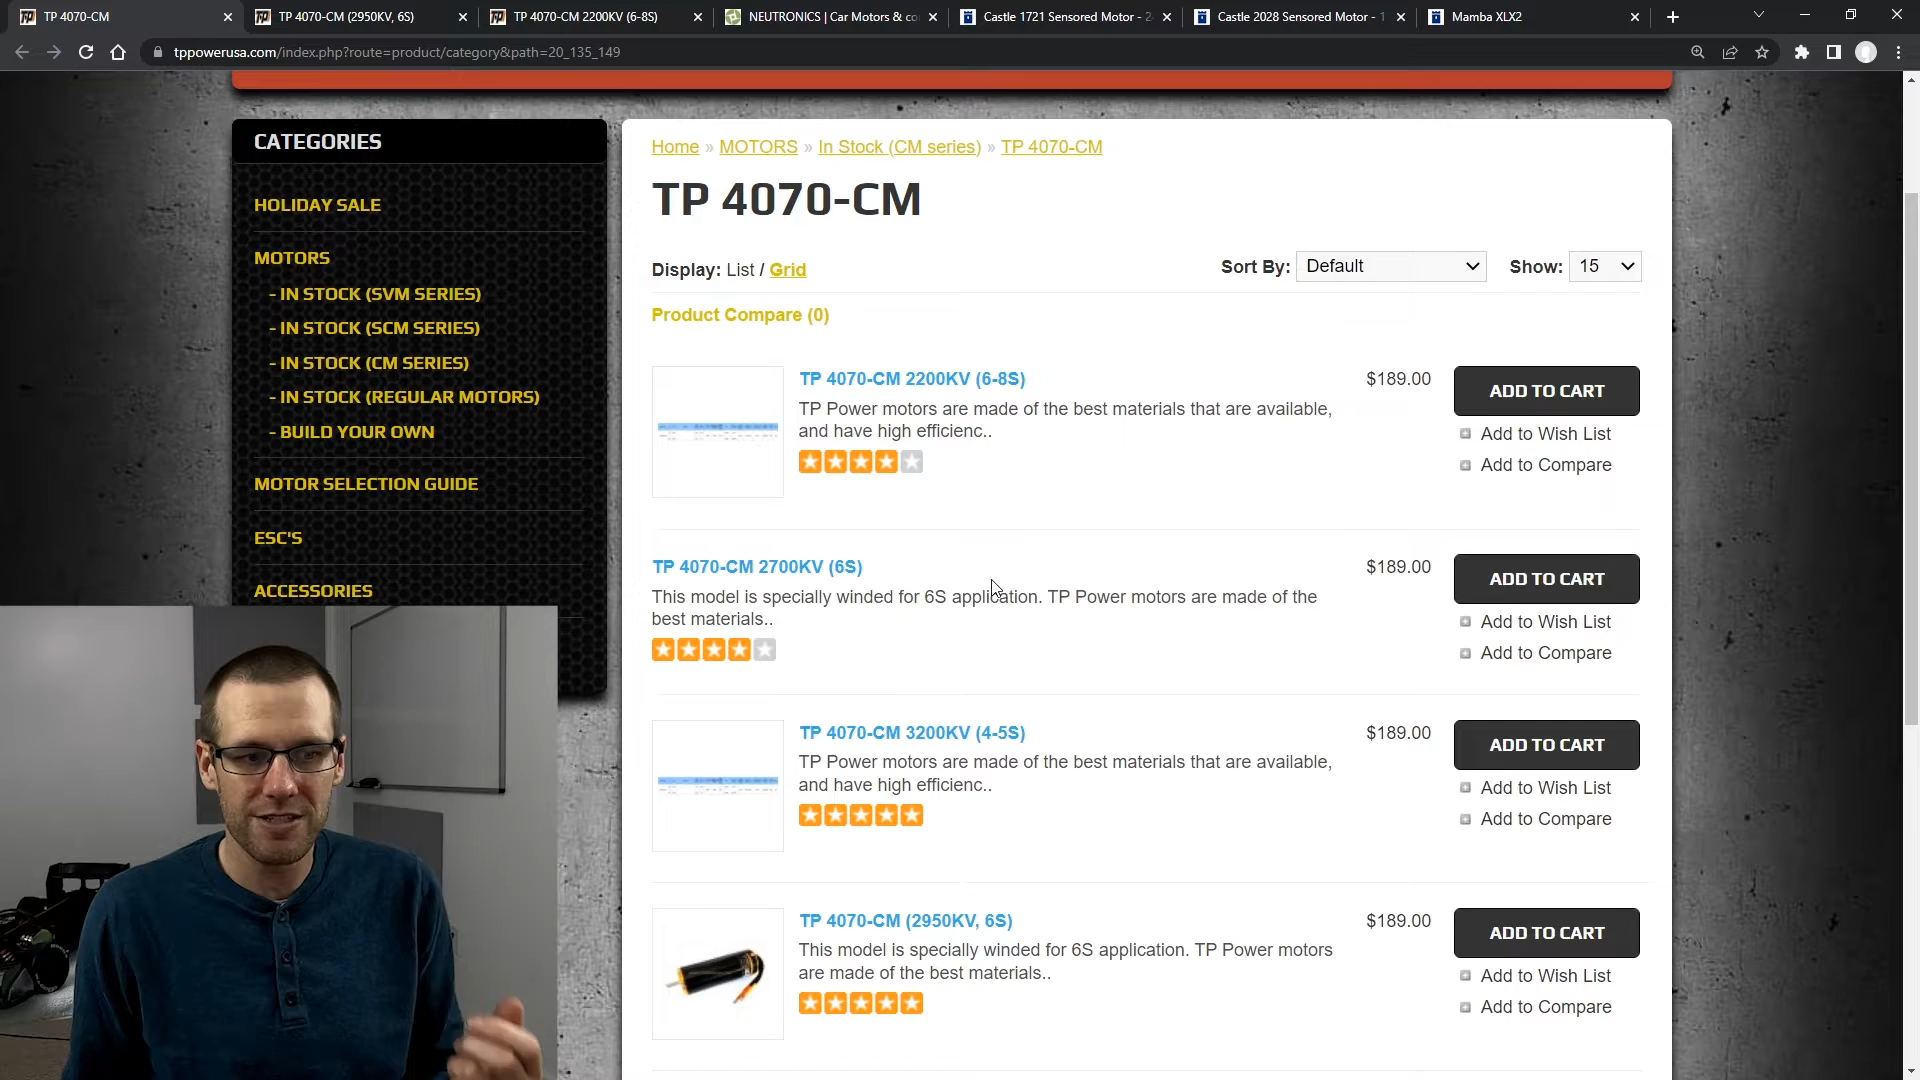 TP 4070-CM
TP 4070-CM (2950KV, 6S)
TP 4070-CM 2200KV (6-8S)
NEUTRONICS | Car Motors & co
Castle 1721 Sensored Motor - 2
Castle 2028 Sensored Motor - 1
Mamba XLX2
tppowerusa.com/index.php?route=product/category&path=20_135_149
CATEGORIES
HOLIDAY SALE
MOTORS
- IN STOCK (SVM SERIES)
- IN STOCK (SCM SERIES)
- IN STOCK (CM SERIES)
- IN STOCK (REGULAR MOTORS)
- BUILD YOUR OWN
MOTOR SELECTION GUIDE
ESC'S
ACCESSORIES
Home » MOTORS » In Stock (CM series) » TP 4070-CM
TP 4070-CM
Display: List / Grid
Sort By: Default Show: 15
Product Compare (0)
TP 4070-CM 2200KV (6-8S)
TP Power motors are made of the best materials that are available,
and have high efficienc..
$189.00
ADD TO CART
Add to Wish List
Add to Compare
TP 4070-CM 2700KV (6S)
This model is specially winded for 6S application. TP Power motors are made of the
best materials..
$189.00
ADD TO CART
Add to Wish List
Add to Compare
TP 4070-CM 3200KV (4-5S)
TP Power motors are made of the best materials that are available,
and have high efficienc..
$189.00
ADD TO CART
Add to Wish List
Add to Compare
TP 4070-CM (2950KV, 6S)
This model is specially winded for 6S application. TP Power motors
are made of the best materials..
$189.00
ADD TO CART
Add to Wish List
Add to Compare